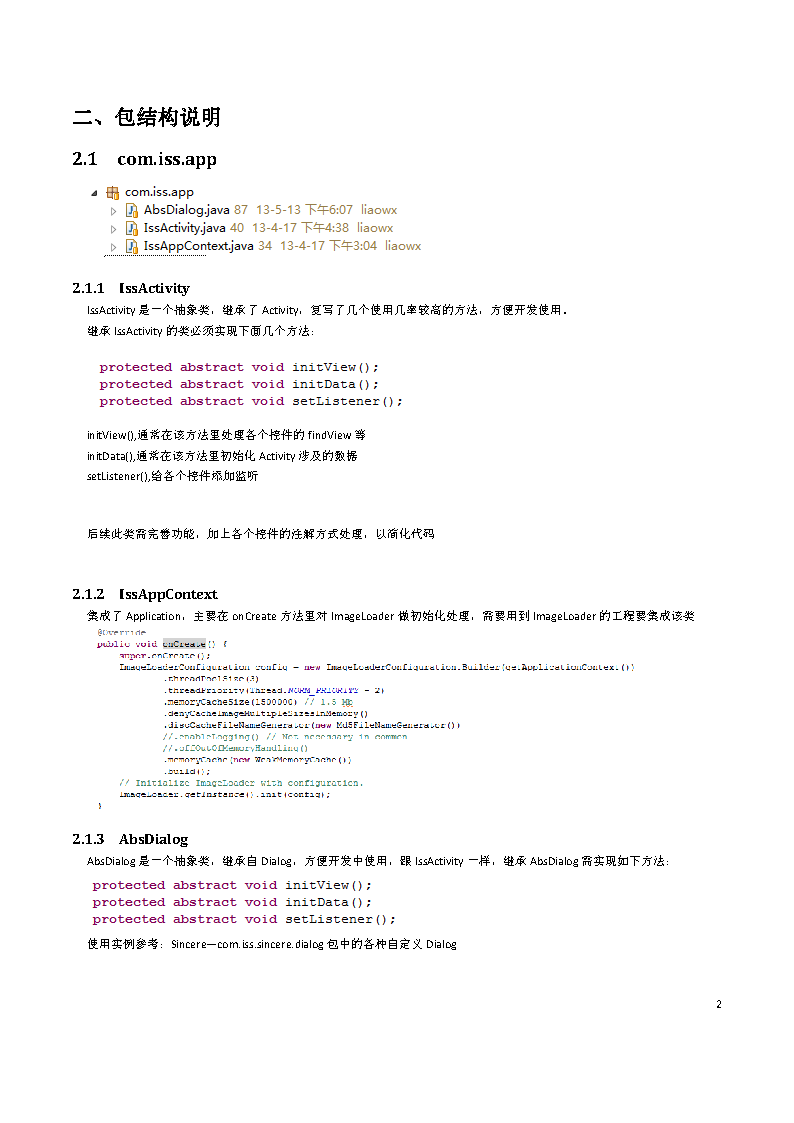 二、包结构说明
2.1 com.iss.app
com.iss.app
AbsDialog.java 87 13-5-13 下午6:07 liaowx
IssActivity.java 40 13-4-17 下午4:38 liaowx
IssAppContext.java 34 13-4-17 下午3:04 liaowx
2.1.1 IssActivity
IssActivity 是一个抽象类，继承了 Activity，复写了几个使用几率较高的方法，方便开发使用．
继承 IssActivity 的类必须实现下面几个方法：
protected abstract void initView();
protected abstract void initData();
protected abstract void setListener();
initView(),通常在该方法里处理各个控件的 findView 等
initData(),通常在该方法里初始化 Activity 涉及的数据
setListener(),给各个控件添加监听
后续此类需完善功能，加上各个控件的注解方式处理，以简化代码
2.1.2 IssAppContext
集成了 Application，主要在 onCreate 方法里对 ImageLoader 做初始化处理，需要用到 ImageLoader 的工程要集成该类
@Override
public void onCreate() {
super.onCreate();
ImageLoaderConfiguration config = new ImageLoaderConfiguration.Builder(getApplicationContext())
.threadPoolSize(3)
.threadPriority(Thread.NORM_PRIORITY - 2)
.memoryCacheSize(1500000) // 1.5 Mb
.denyCacheImageMultipleSizesInMemory()
.discCacheFileNameGenerator(new Md5FileNameGenerator())
//.enableLogging() // Not necessary in common
//.offOutOfMemoryHandling()
.memoryCache(new WeakMemoryCache())
.build();
// Initialize ImageLoader with configuration.
ImageLoader.getInstance().init(config);
}
2.1.3 AbsDialog
AbsDialog 是一个抽象类，继承自 Dialog，方便开发中使用，跟 IssActivity 一样，继承 AbsDialog 需实现如下方法：
protected abstract void initView();
protected abstract void initData();
protected abstract void setListener();
使用实例参考：Sincere—com.iss.sincere.dialog 包中的各种自定义 Dialog
2